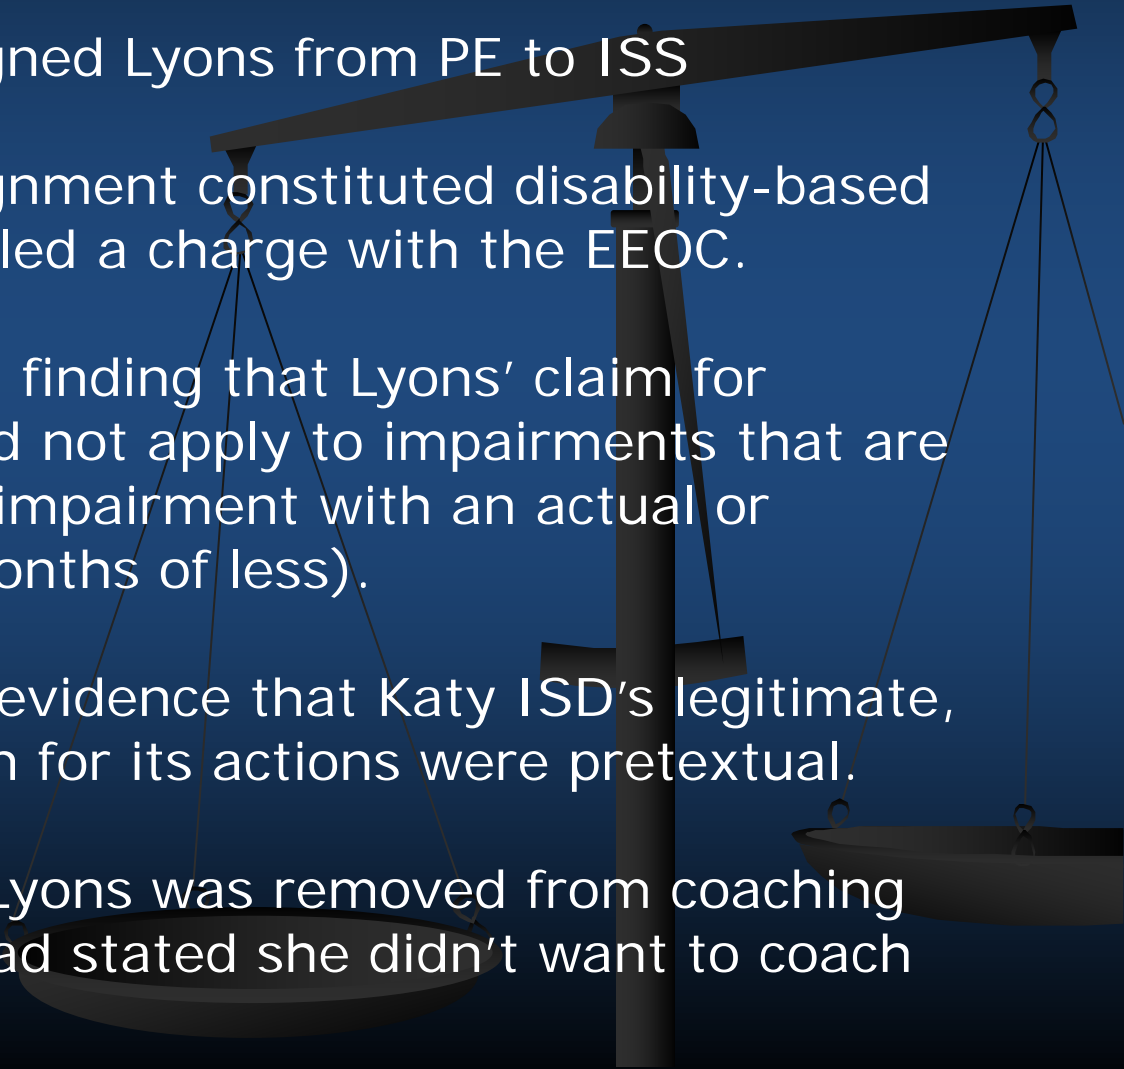 gned Lyons from PE to ISS
gnment constituted disability-based
led a charge with the EEOC.
finding that Lyons’ claim for
d not apply to impairments that are
impairment with an actual or
onths of less).
evidence that Katy ISD’s legitimate,
n for its actions were pretextual.
Lyons was removed from coaching
ad stated she didn’t want to coach